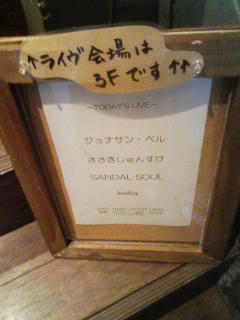 ↑ライヴ会場は
3Fです↑↑
~TODAY'S LIVE~
ジョナサン・ベル
ささきしゅんすけ
SANDAL SOUL
keita